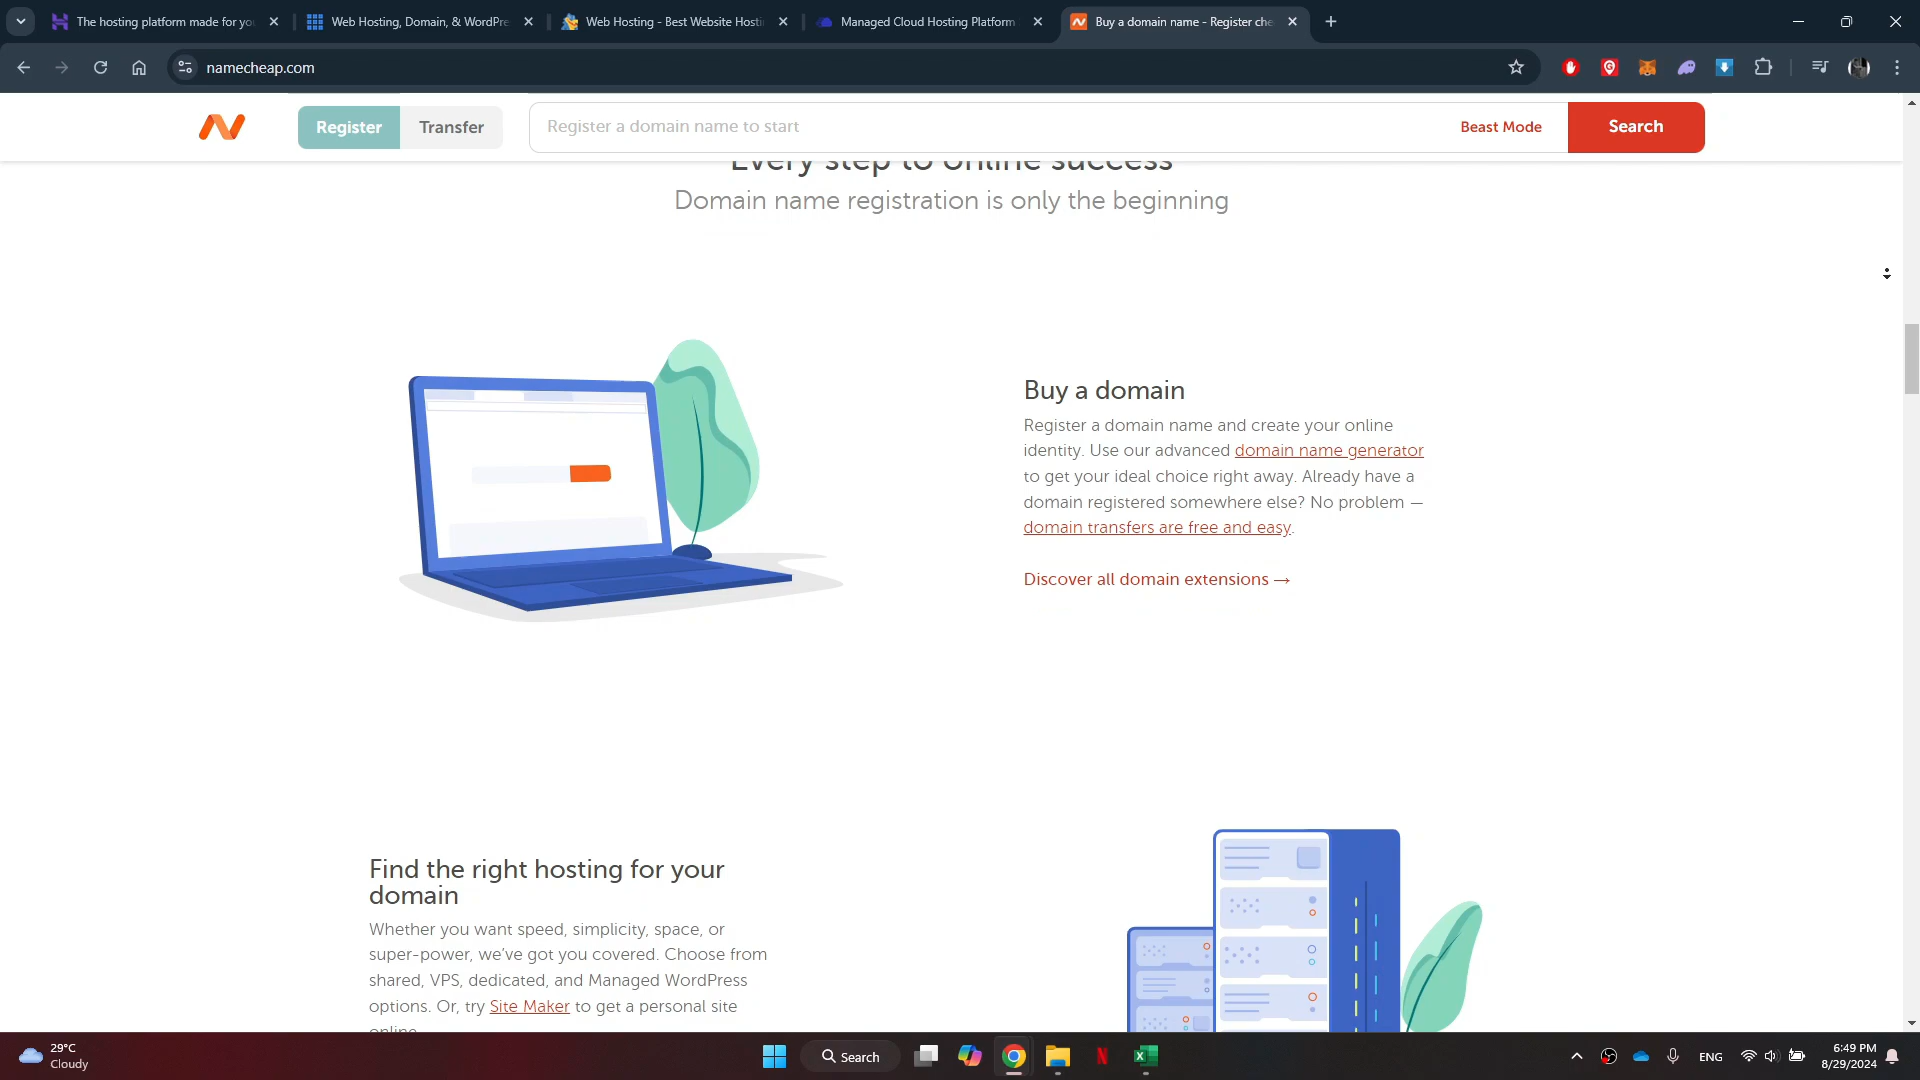 The hosting platform made for yo
Web Hosting, Domain, & WordPre
Web Hosting - Best Website Hosti
Managed Cloud Hosting Platform
Buy a domain name - Register che
namecheap.com
Register
Transfer
Register a domain name to start
Beast Mode
Search
Every step to online success
Domain name registration is only the beginning
Buy a domain
Register a domain name and create your online
identity. Use our advanced domain name generator
to get your ideal choice right away. Already have a
domain registered somewhere else? No problem —
domain transfers are free and easy.
Discover all domain extensions →
Find the right hosting for your
domain
Whether you want speed, simplicity, space, or
super-power, we've got you covered. Choose from
shared, VPS, dedicated, and Managed WordPress
options. Or, try Site Maker to get a personal site
online.
29°C
Cloudy
Search
ENG
6:49 PM
8/29/2024